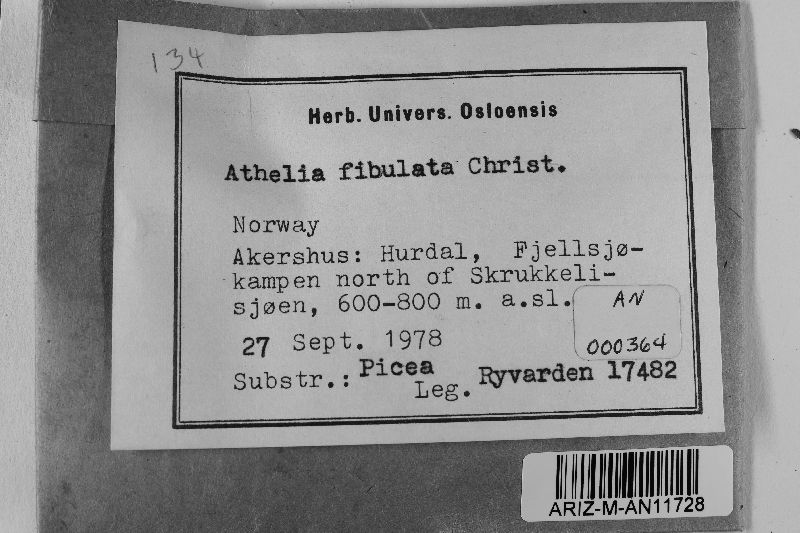 134
Herb. Univers. Osloensis
Athelia fibulata Christ.
Norway
Akershus: Hurdal, Fjellsjø-
kampen north of Skrukkeli-
sjøen, 600-800 m. a.sl.
AN
000364
27 Sept. 1978
Substr.: Picea
Leg. Ryvarden 17482
ARIZ-M-AN11728